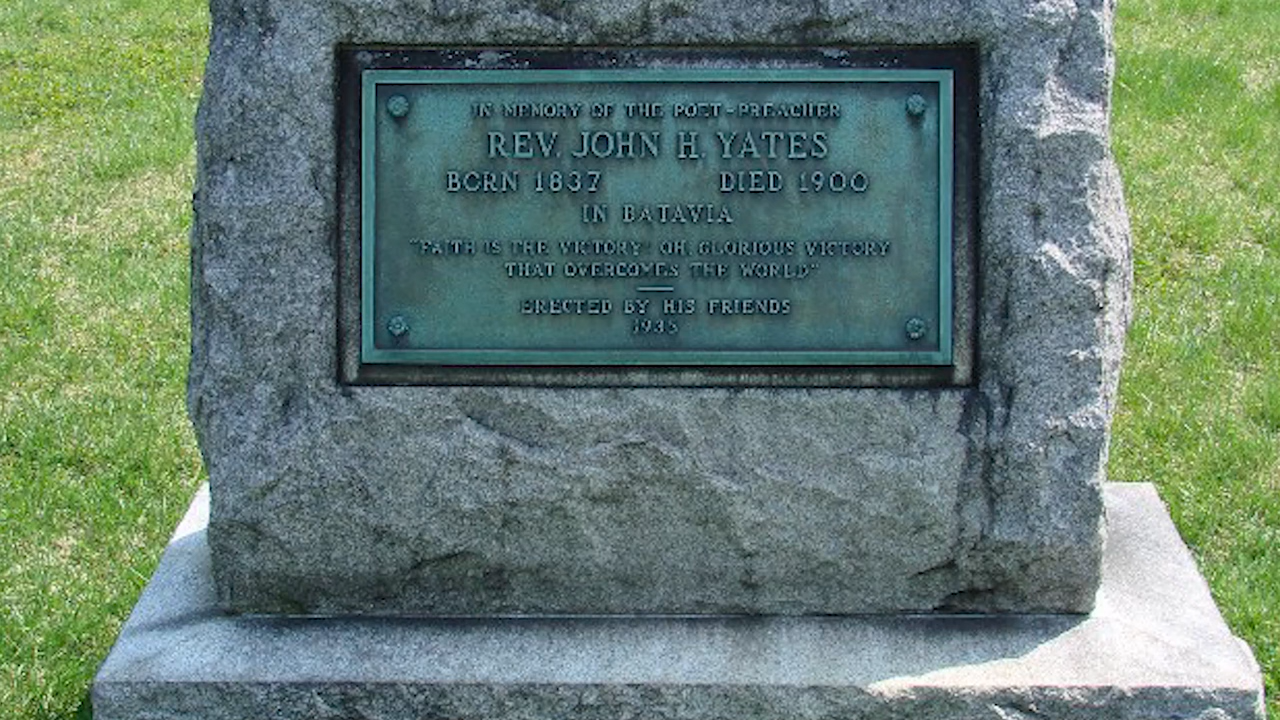 IN MEMORY OF THE POET-PREACHER
REV. JOHN H. YATES
BORN 1837 DIED 1900
IN BATAVIA
"FAITH IS THE VICTORY! OH, GLORIOUS VICTORY
THAT OVERCOMES THE WORLD"
ERECTED BY HIS FRIENDS